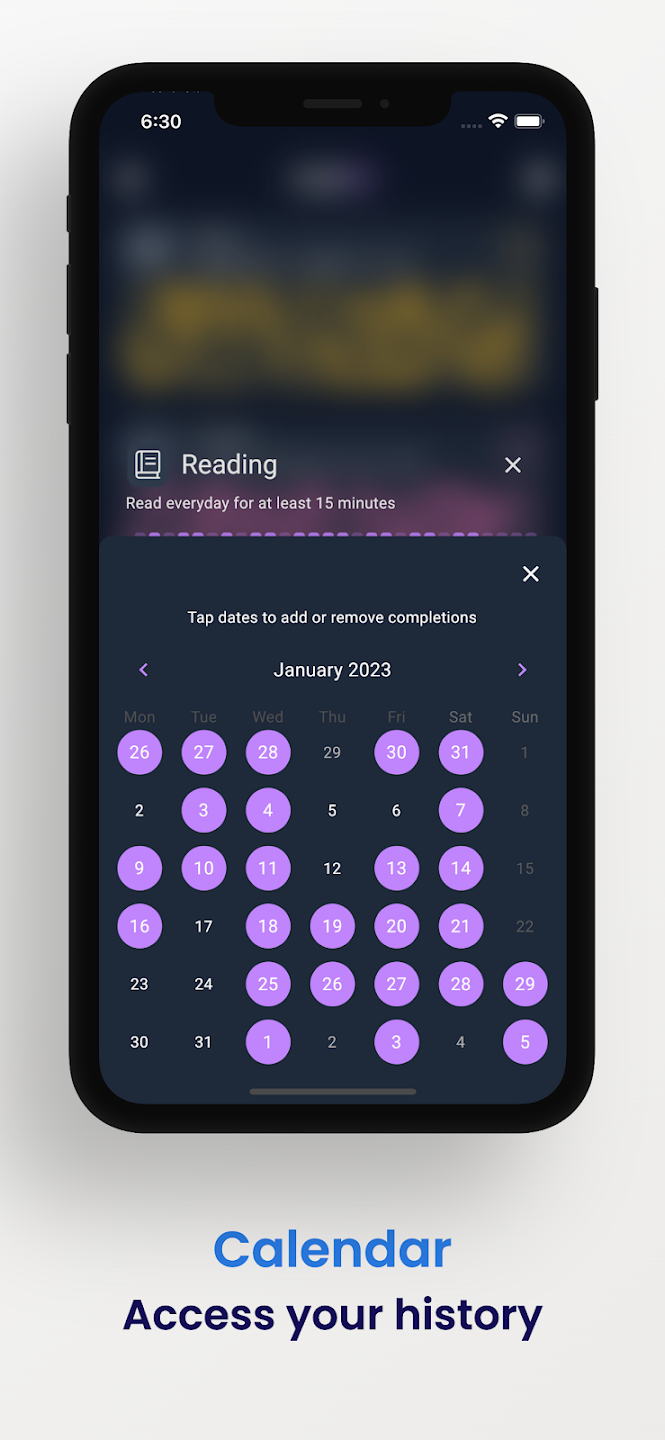 6:30
Reading
Read everyday for at least 15 minutes
Tap dates to add or remove completions
January 2023
Mon Tue Wed Thu Fri Sat Sun
26 27 28 29 30 31 1
2 3 4 5 6 7 8
9 10 11 12 13 14 15
16 17 18 19 20 21 22
23 24 25 26 27 28 29
30 31 1 2 3 4 5
Calendar
Access your history